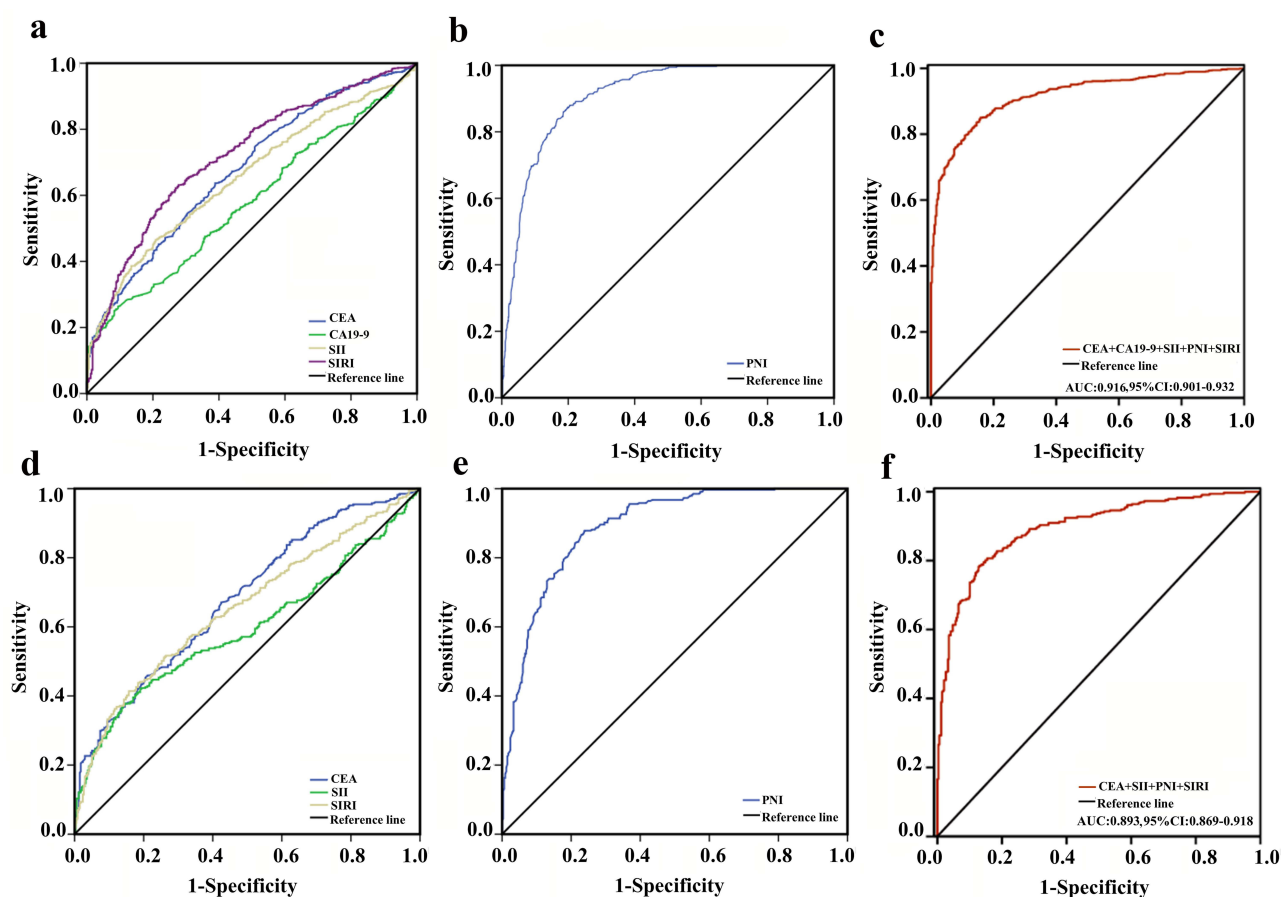 a
1.0
0.8
0.6
0.4
0.2
0.0
Sensitivity
CEA
CA19-9
SII
SIRI
Reference line
0.0 0.2 0.4 0.6 0.8 1.0
1-Specificity
b
1.0
0.8
0.6
0.4
0.2
0.0
Sensitivity
PNI
Reference line
0.0 0.2 0.4 0.6 0.8 1.0
1-Specificity
c
1.0
0.8
0.6
0.4
0.2
0.0
Sensitivity
CEA+CA19-9+SII+PNI+SIRI
Reference line
AUC:0.916,95%CI:0.901-0.932
0.0 0.2 0.4 0.6 0.8 1.0
1-Specificity
d
1.0
0.8
0.6
0.4
0.2
0.0
Sensitivity
CEA
SII
SIRI
Reference line
0.0 0.2 0.4 0.6 0.8 1.0
1-Specificity
e
1.0
0.8
0.6
0.4
0.2
0.0
Sensitivity
PNI
Reference line
0.0 0.2 0.4 0.6 0.8 1.0
1-Specificity
f
1.0
0.8
0.6
0.4
0.2
0.0
Sensitivity
CEA+SII+PNI+SIRI
Reference line
AUC:0.893,95%CI:0.869-0.918
0.0 0.2 0.4 0.6 0.8 1.0
1-Specificity